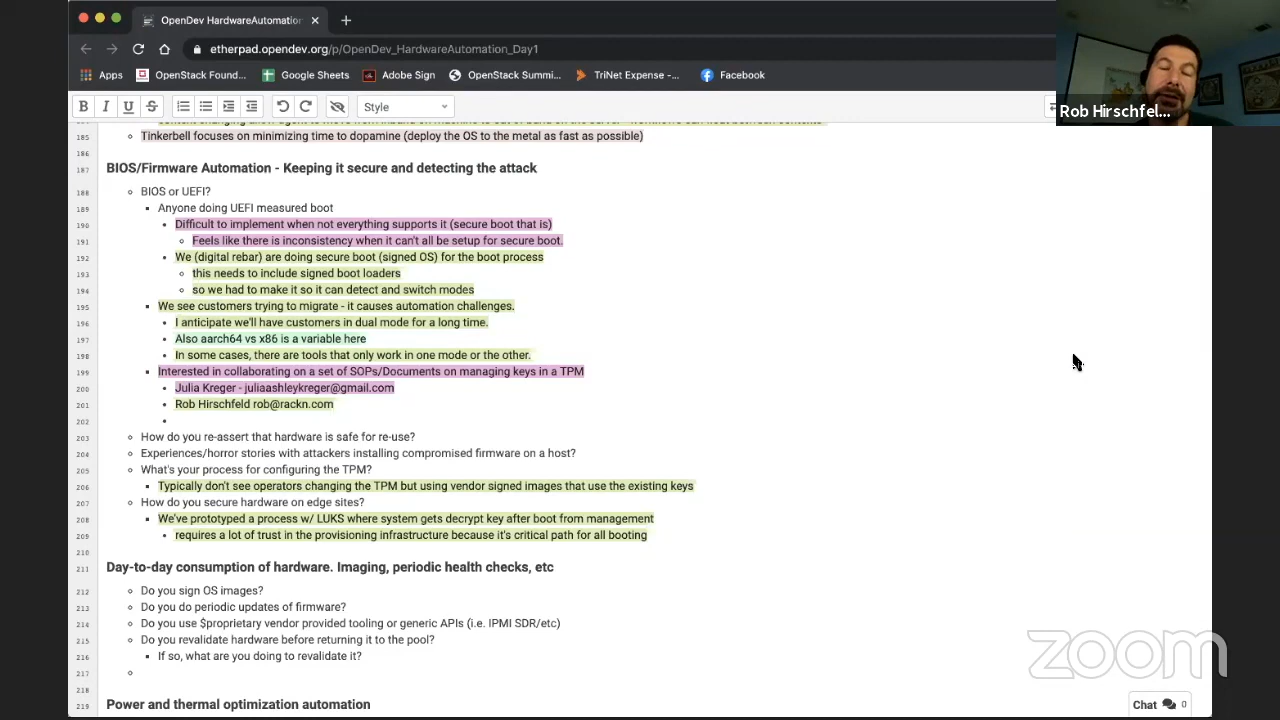 OpenDev HardwareAutomation
etherpad.opendev.org/p/OpenDev_HardwareAutomation_Day1
Apps
OpenStack Found...
Google Sheets
Adobe Sign
OpenStack Summi...
TriNet Expense -...
Facebook
B I U S
Style
Rob Hirschfel...
185 Tinkerbell focuses on minimizing time to dopamine (deploy the OS to the metal as fast as possible)
186
187 BIOS/Firmware Automation - Keeping it secure and detecting the attack
188 BIOS or UEFI?
189 Anyone doing UEFI measured boot
190 Difficult to implement when not everything supports it (secure boot that is)
191 Feels like there is inconsistency when it can't all be setup for secure boot.
192 We (digital rebar) are doing secure boot (signed OS) for the boot process
193 this needs to include signed boot loaders
194 so we had to make it so it can detect and switch modes
195 We see customers trying to migrate - it causes automation challenges.
196 I anticipate we'll have customers in dual mode for a long time.
197 Also aarch64 vs x86 is a variable here
198 In some cases, there are tools that only work in one mode or the other.
199 Interested in collaborating on a set of SOPs/Documents on managing keys in a TPM
200 Julia Kreger - juliaashleykreger@gmail.com
201 Rob Hirschfeld rob@rackn.com
202
203 How do you re-assert that hardware is safe for re-use?
204 Experiences/horror stories with attackers installing compromised firmware on a host?
205 What's your process for configuring the TPM?
206 Typically don't see operators changing the TPM but using vendor signed images that use the existing keys
207 How do you secure hardware on edge sites?
208 We've prototyped a process w/ LUKS where system gets decrypt key after boot from management
209 requires a lot of trust in the provisioning infrastructure because it's critical path for all booting
210
211 Day-to-day consumption of hardware. Imaging, periodic health checks, etc
212 Do you sign OS images?
213 Do you do periodic updates of firmware?
214 Do you use $proprietary vendor provided tooling or generic APIs (i.e. IPMI SDR/etc)
215 Do you revalidate hardware before returning it to the pool?
216 If so, what are you doing to revalidate it?
217
218
219 Power and thermal optimization automation
zoom
Chat 0